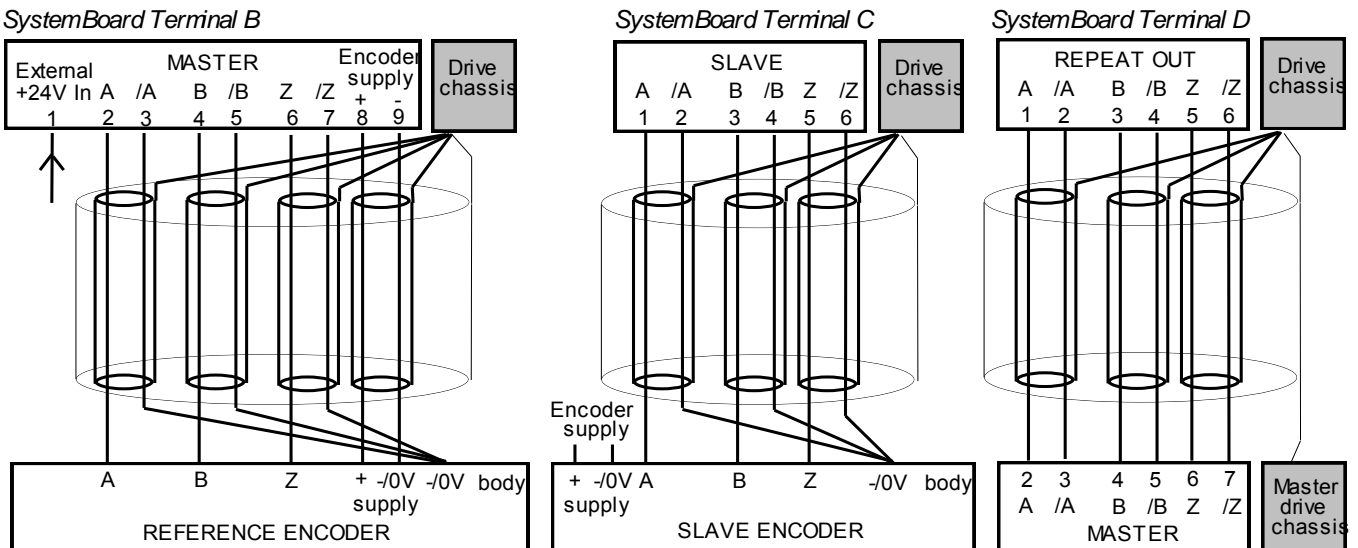 SystemBoard Terminal B
MASTER
External
+24V In
A /A B /B Z /Z
Encoder
supply
+ -
1 2 3 4 5 6 7 8 9
Drive
chassis
A B Z + -/0V -/0V body
supply
REFERENCE ENCODER
SystemBoard Terminal C
SLAVE
A /A B /B Z /Z
1 2 3 4 5 6
Drive
chassis
Encoder
supply
+ -/0V A B Z -/0V body
supply
SLAVE ENCODER
SystemBoard Terminal D
REPEAT OUT
A /A B /B Z /Z
1 2 3 4 5 6
Drive
chassis
2 3 4 5 6 7
A /A B /B Z /Z
MASTER
Master
drive
chassis